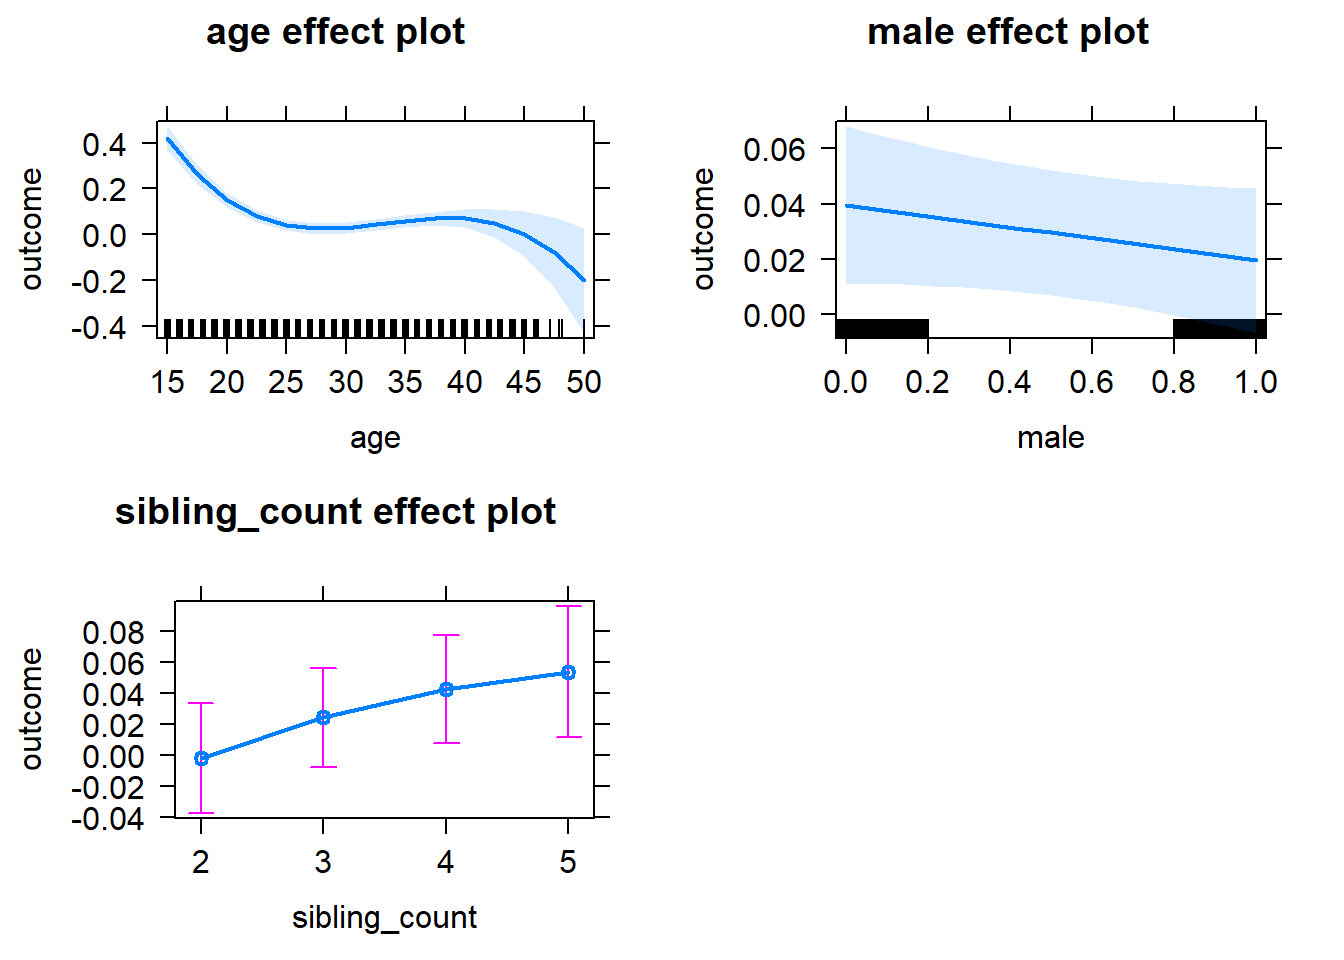 age effect plot
outcome
0.4
0.2
0.0
-0.2
-0.4
15 20 25 30 35 40 45 50
age
male effect plot
outcome
0.06
0.04
0.02
0.00
0.0 0.2 0.4 0.6 0.8 1.0
male
sibling_count effect plot
outcome
0.08
0.06
0.04
0.02
0.00
-0.02
-0.04
2 3 4 5
sibling_count